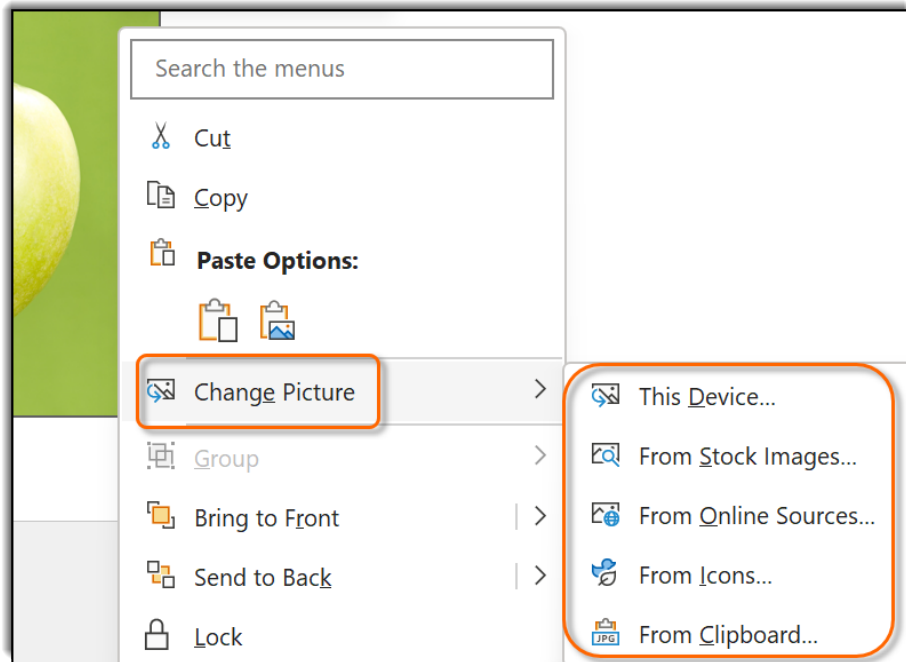 Search the menus
Cut
Copy
Paste Options:
Change Picture
This Device...
From Stock Images...
Group
From Online Sources...
Bring to Front
From Icons...
Send to Back
JPG From Clipboard...
Lock